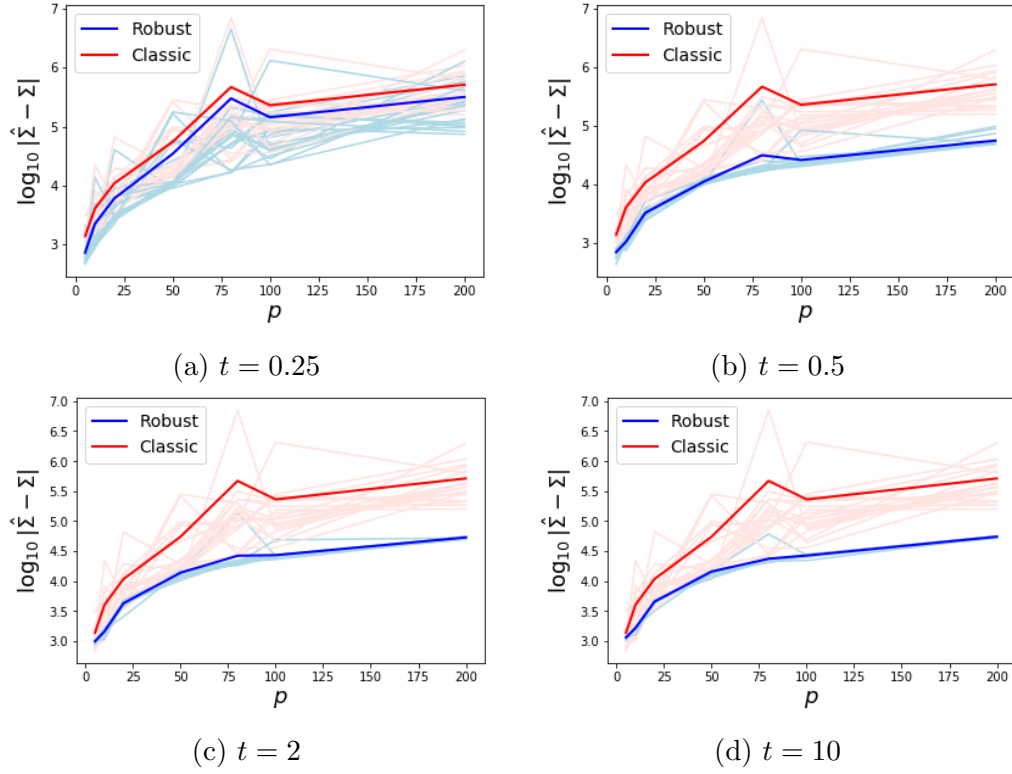 Robust
Classic
7
6
5
4
3
log₁₀ |Σ̂ − Σ|
0 25 50 75 100 125 150 175 200
p
(a) t = 0.25
Robust
Classic
7
6
5
4
3
log₁₀ |Σ̂ − Σ|
0 25 50 75 100 125 150 175 200
p
(b) t = 0.5
Robust
Classic
7.0
6.5
6.0
5.5
5.0
4.5
4.0
3.5
3.0
log₁₀ |Σ̂ − Σ|
0 25 50 75 100 125 150 175 200
p
(c) t = 2
Robust
Classic
7.0
6.5
6.0
5.5
5.0
4.5
4.0
3.5
3.0
log₁₀ |Σ̂ − Σ|
0 25 50 75 100 125 150 175 200
p
(d) t = 10